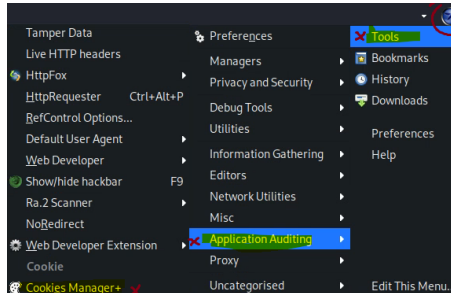 Tamper Data
Live HTTP headers
HttpFox
HttpRequester Ctrl+Alt+P
RefControl Options...
Default User Agent
Web Developer
Show/hide hackbar F9
Ra.2 Scanner
NoRedirect
Web Developer Extension
Cookie
Cookies Manager+
Preferences
Managers
Privacy and Security
Debug Tools
Utilities
Information Gathering
Editors
Network Utilities
Misc
Application Auditing
Proxy
Uncategorised
Tools
Bookmarks
History
Downloads
Preferences
Help
Edit This Menu...